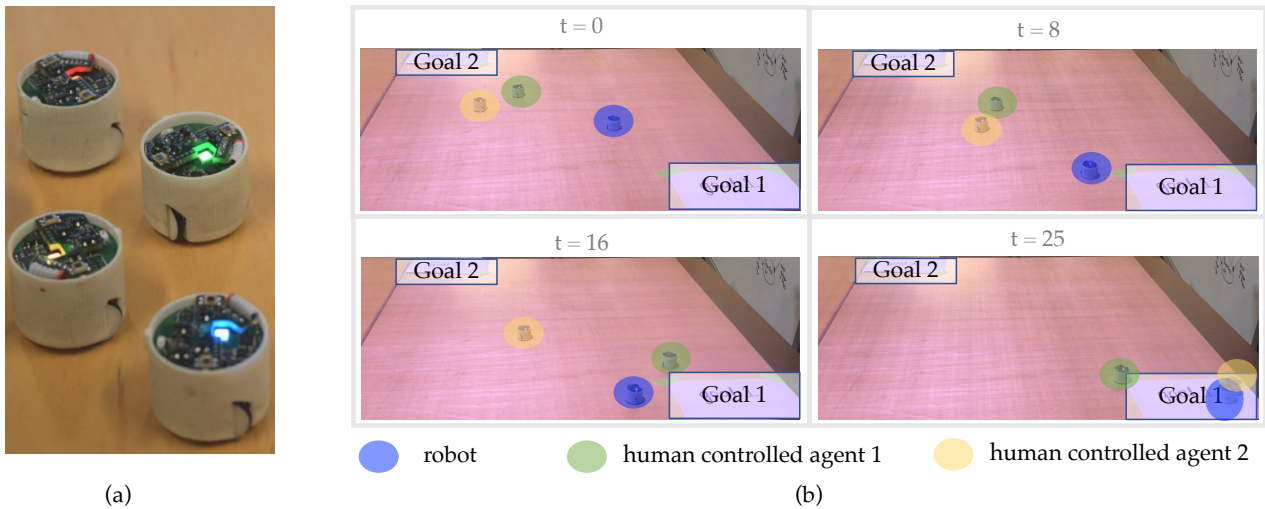 t = 0
Goal 2
Goal 1
t = 8
Goal 2
Goal 1
t = 16
Goal 2
Goal 1
t = 25
Goal 2
Goal 1
robot
human controlled agent 1
human controlled agent 2
(a)
(b)